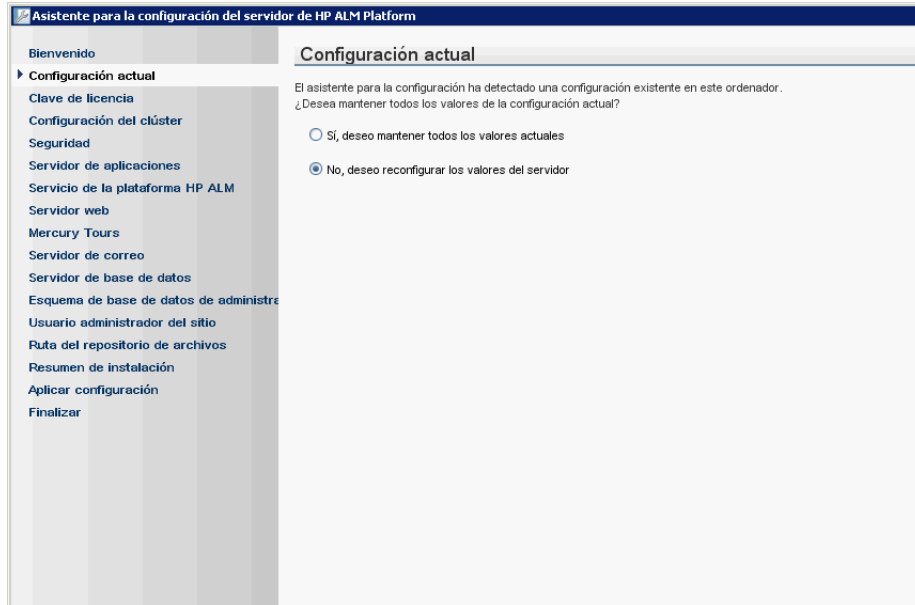 Asistente para la configuración del servidor de HP ALM Platform
Bienvenido
Configuración actual
Clave de licencia
Configuración del clúster
Seguridad
Servidor de aplicaciones
Servicio de la plataforma HP ALM
Servidor web
Mercury Tours
Servidor de correo
Servidor de base de datos
Esquema de base de datos de administra
Usuario administrador del sitio
Ruta del repositorio de archivos
Resumen de instalación
Aplicar configuración
Finalizar
Configuración actual
El asistente para la configuración ha detectado una configuración existente en este ordenador.
¿Desea mantener todos los valores de la configuración actual?
Sí, deseo mantener todos los valores actuales
No, deseo reconfigurar los valores del servidor